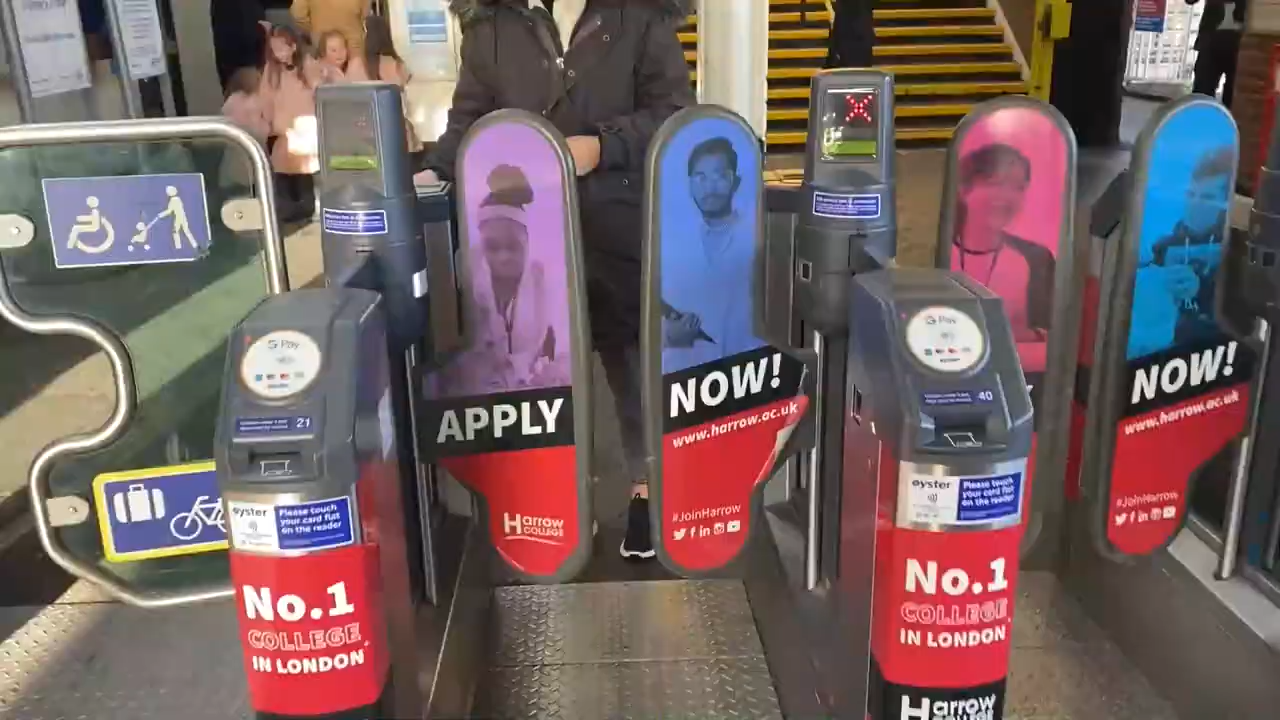 G Pay
21
oyster
Please touch
your card flat
on the reader
No.1
COLLEGE
IN LONDON
APPLY
Harrow
COLLEGE
NOW!
www.harrow.ac.uk
#JoinHarrow
G Pay
40
oyster
Please touch
your card flat
on the reader
No.1
COLLEGE
IN LONDON
Harrow
COLLEGE
NOW!
www.harrow.ac.uk
#JoinHarrow